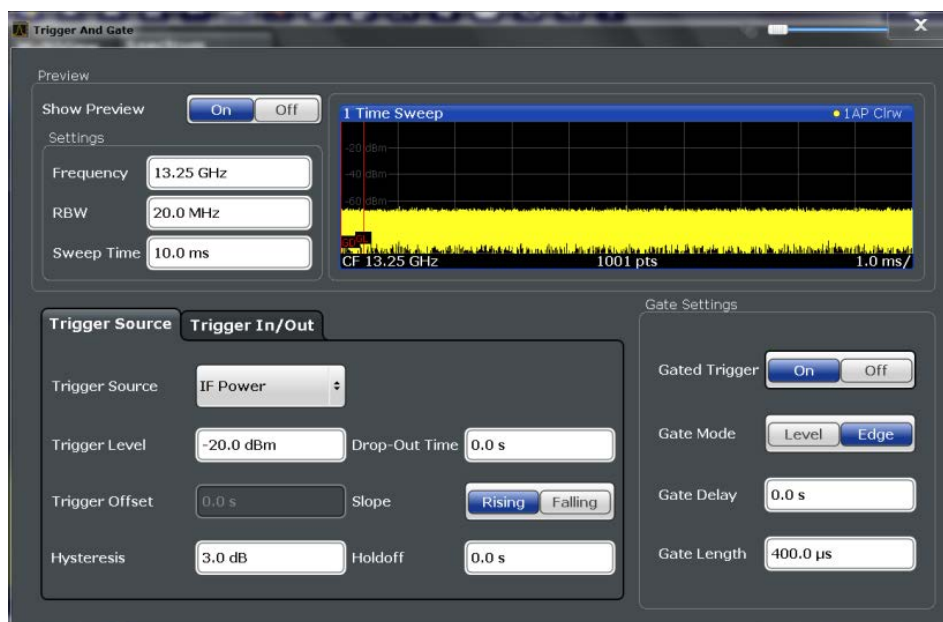 Trigger And Gate
X
Preview
Show Preview On Off
Settings
Frequency 13.25 GHz
RBW 20.0 MHz
Sweep Time 10.0 ms
1 Time Sweep 1AP Clrw
-20 dBm
-40 dBm
-60 dBm
CF 13.25 GHz 1001 pts 1.0 ms/
Trigger Source Trigger In/Out
Trigger Source IF Power
Trigger Level -20.0 dBm Drop-Out Time 0.0 s
Trigger Offset 0.0 s Slope Rising Falling
Hysteresis 3.0 dB Holdoff 0.0 s
Gate Settings
Gated Trigger On Off
Gate Mode Level Edge
Gate Delay 0.0 s
Gate Length 400.0 µs